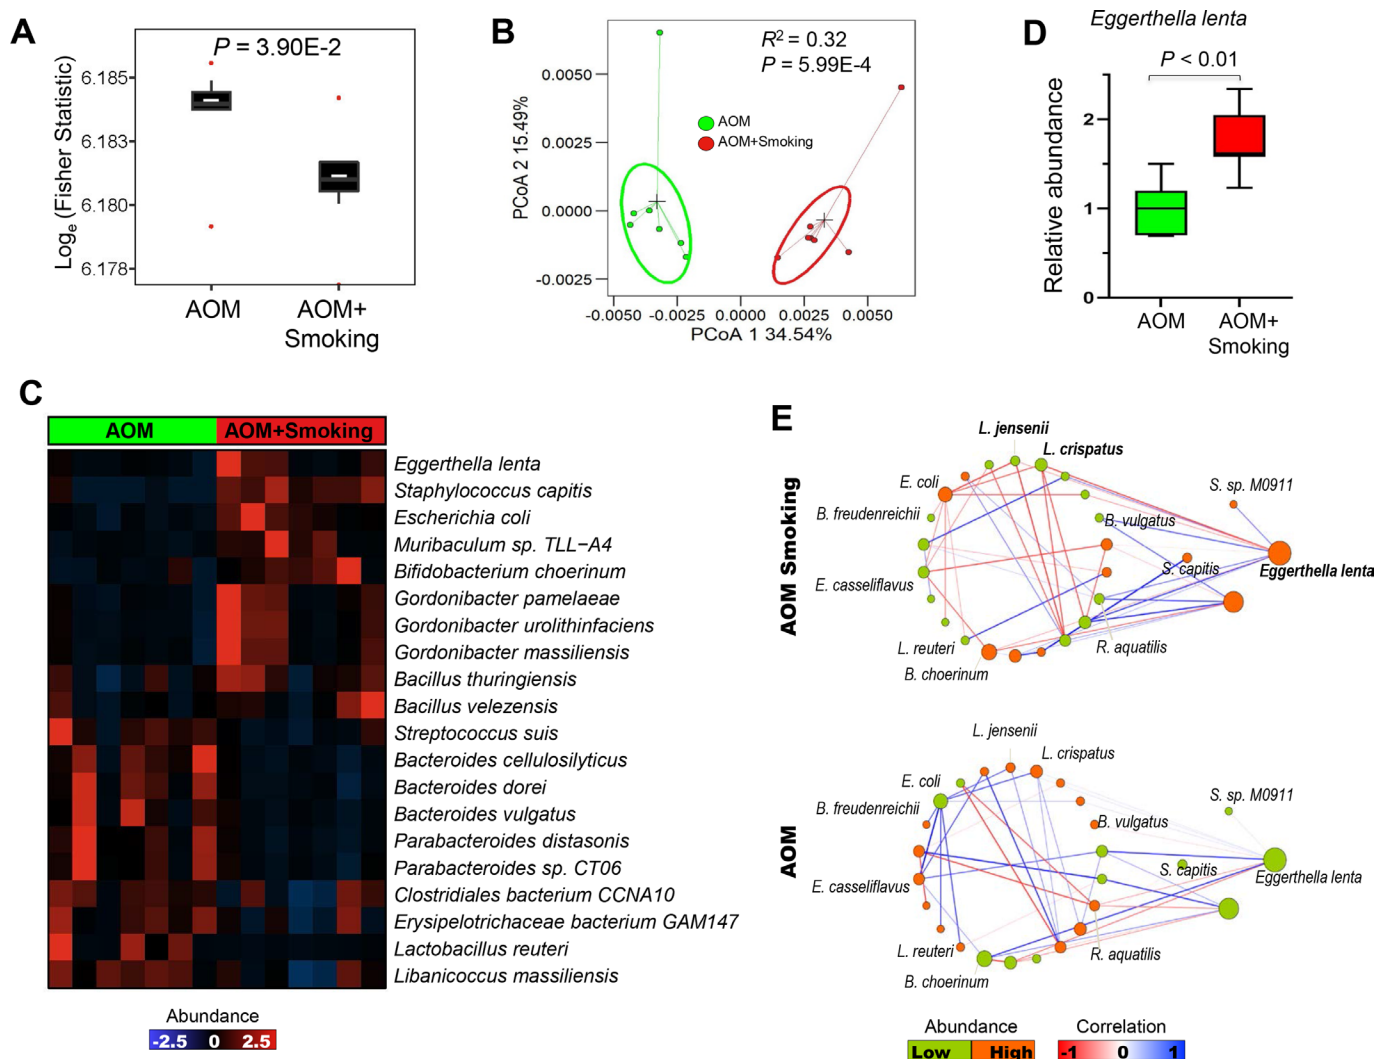 A
P = 3.90E-2
Loge (Fisher Statistic)
6.185
6.183
6.180
6.178
AOM
AOM+
Smoking
B
R2 = 0.32
P = 5.99E-4
PCoA 2 15.49%
0.0050
0.0025
0.0000
-0.0025
AOM
AOM+Smoking
-0.0050 -0.0025 0.0000 0.0025 0.0050
PCoA 1 34.54%
D
Eggerthella lenta
P < 0.01
Relative abundance
2
1
0
AOM
AOM+
Smoking
C
AOM AOM+Smoking
Eggerthella lenta
Staphylococcus capitis
Escherichia coli
Muribaculum sp. TLL−A4
Bifidobacterium choerinum
Gordonibacter pamelaeae
Gordonibacter urolithinfaciens
Gordonibacter massiliensis
Bacillus thuringiensis
Bacillus velezensis
Streptococcus suis
Bacteroides cellulosilyticus
Bacteroides dorei
Bacteroides vulgatus
Parabacteroides distasonis
Parabacteroides sp. CT06
Clostridiales bacterium CCNA10
Erysipelotrichaceae bacterium GAM147
Lactobacillus reuteri
Libanicoccus massiliensis
Abundance
-2.5 0 2.5
E
AOM Smoking
L. jensenii
L. crispatus
E. coli
S. sp. M0911
B. freudenreichii
B. vulgatus
S. capitis
Eggerthella lenta
E. casseliflavus
L. reuteri
R. aquatilis
B. choerinum
AOM
L. jensenii
L. crispatus
E. coli
S. sp. M0911
B. freudenreichii
B. vulgatus
S. capitis
Eggerthella lenta
E. casseliflavus
L. reuteri
R. aquatilis
B. choerinum
Abundance
Low High
Correlation
-1 0 1